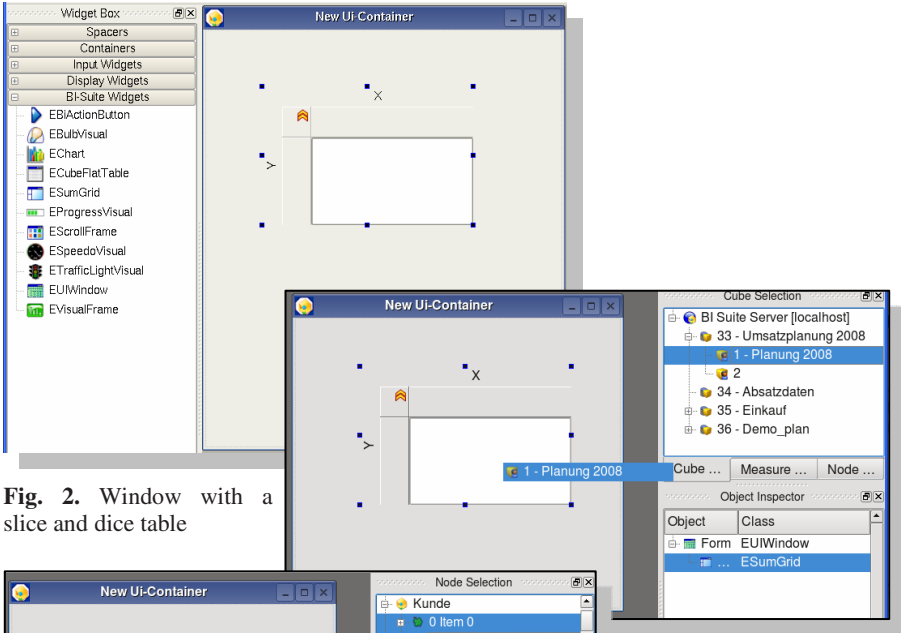 Widget Box
Spacers
Containers
Input Widgets
Display Widgets
BI-Suite Widgets
EBIActionButton
EBulbVisual
EChart
ECubeFlatTable
ESumGrid
EProgressVisual
EScrollFrame
ESpeedoVisual
ETrafficLightVisual
EUIWindow
EVisualFrame
New Ui-Container
X
Y
New Ui-Container
X
Y
1 - Planung 2008
Cube Selection
BI Suite Server [localhost]
33 - Umsatzplanung 2008
1 - Planung 2008
2
34 - Absatzdaten
35 - Einkauf
36 - Demo_plan
Cube ... Measure ... Node ...
Object Inspector
Object Class
Form EUIWindow
... ESumGrid
Fig. 2. Window with a
slice and dice table
New Ui-Container
Node Selection
Kunde
0 Item 0